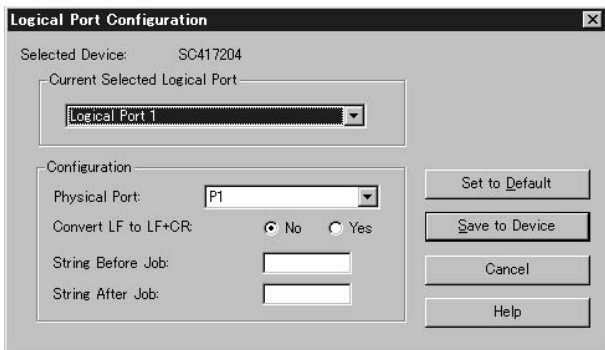 Logical Port Configuration
Selected Device: SC417204
Current Selected Logical Port
Logical Port 1
Configuration
Physical Port: P1
Convert LF to LF+CR: No Yes
String Before Job:
String After Job:
Set to Default
Save to Device
Cancel
Help